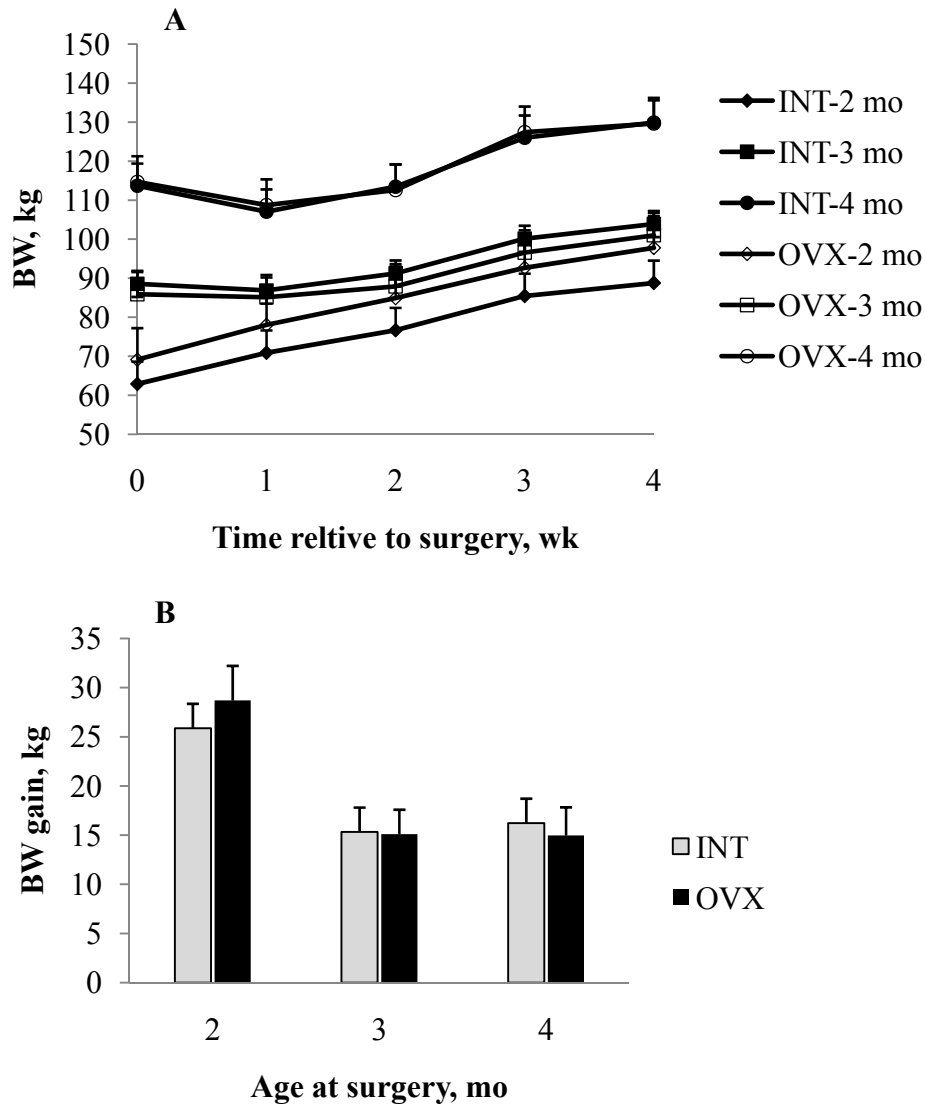 A
150
140
130
120
110
100
90
80
70
60
50
BW, kg
0 1 2 3 4
Time reltive to surgery, wk
INT-2 mo
INT-3 mo
INT-4 mo
OVX-2 mo
OVX-3 mo
OVX-4 mo
B
35
30
25
20
15
10
5
0
BW gain, kg
2 3 4
Age at surgery, mo
INT
OVX